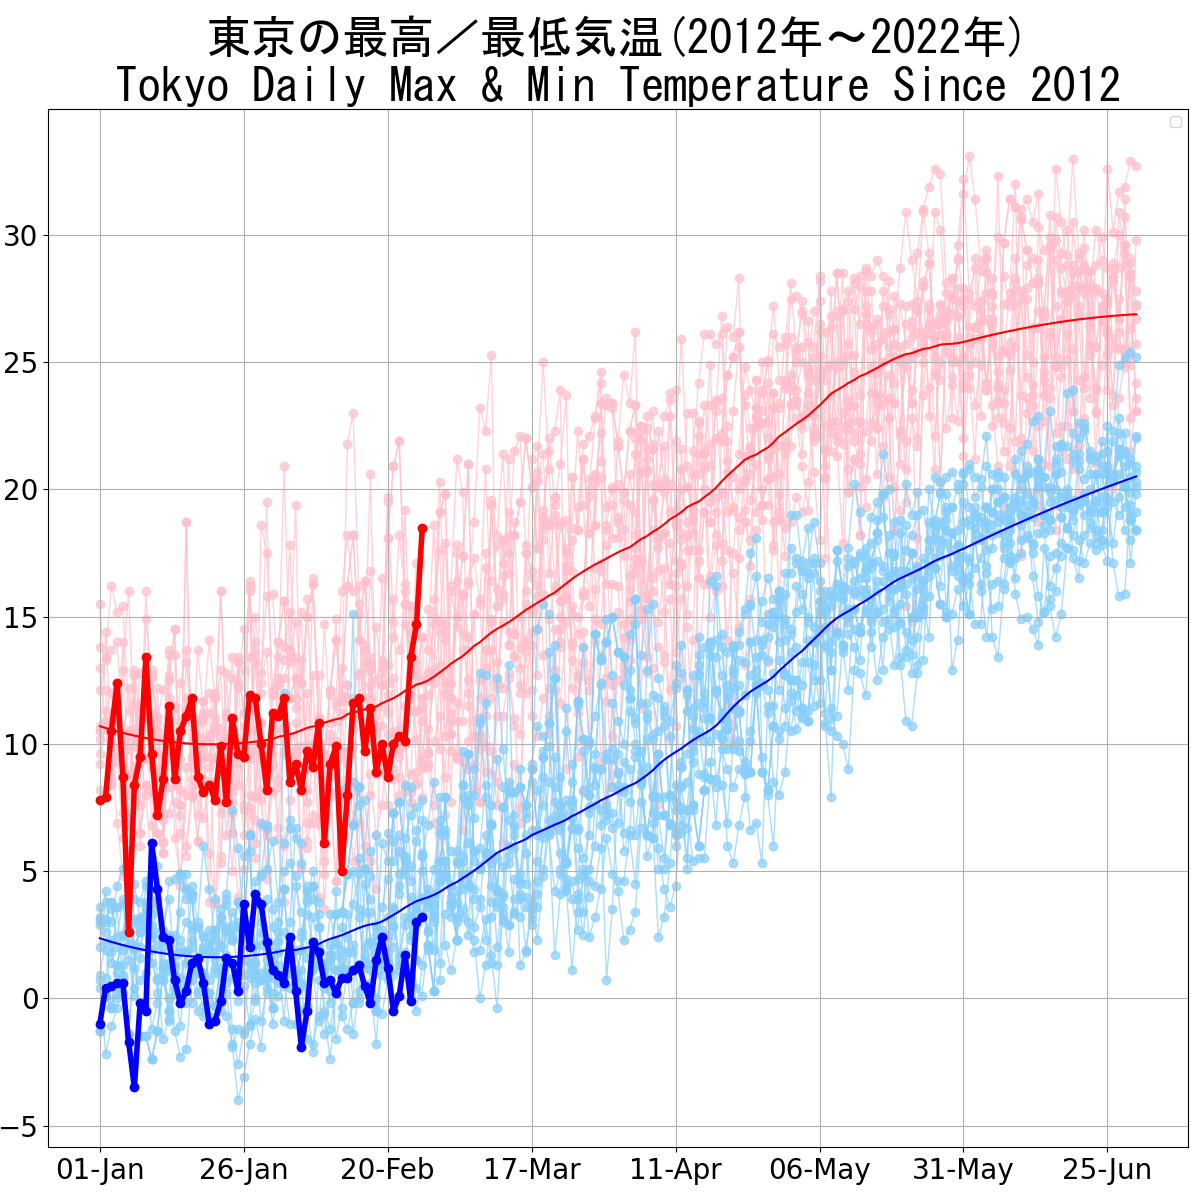 東京の最高／最低気温(2012年～2022年)
Tokyo Daily Max & Min Temperature Since 2012
30
25
20
15
10
5
0
−5
01-Jan 26-Jan 20-Feb 17-Mar 11-Apr 06-May 31-May 25-Jun